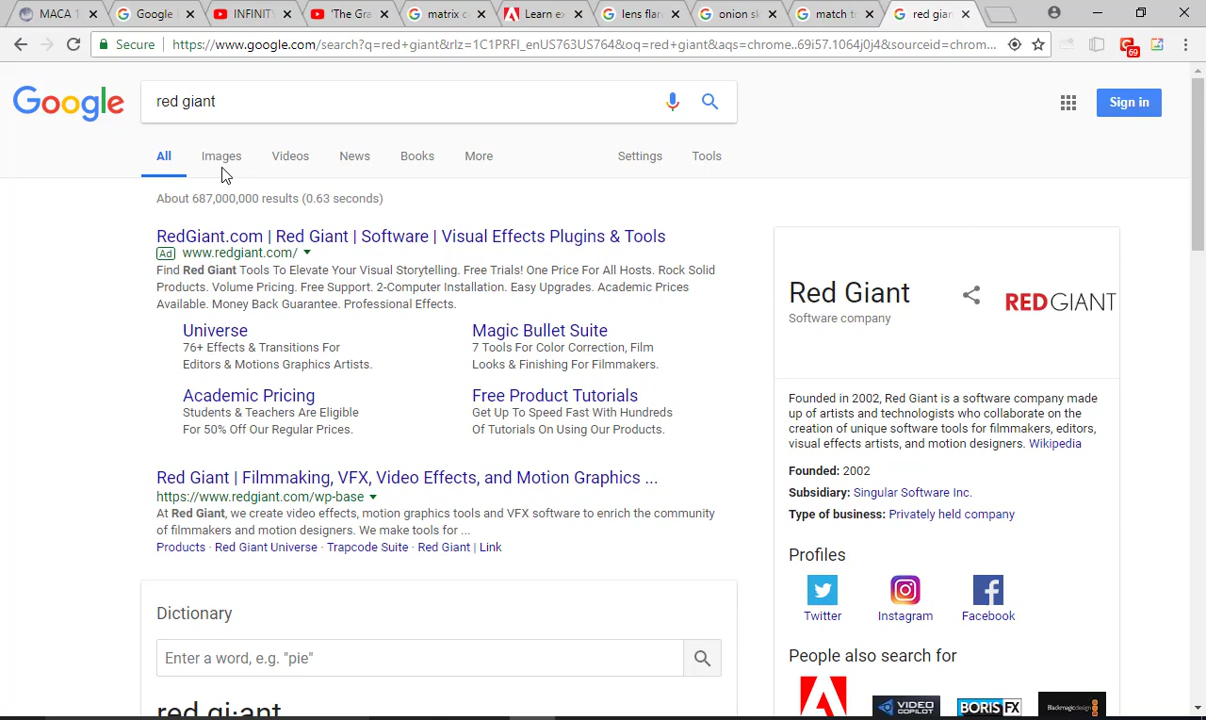 MACA 1
Google I
INFINIT
'The Gra
matrix c
Learn e
lens flar
onion sk
match t
red gian
Secure
https://www.google.com/search?q=red+giant&rlz=1C1PRFI_enUS763US764&oq=red+giant&aqs=chrome..69i57.1064j0j4&sourceid=chrom...
69
Google
red giant
Sign in
All Images Videos News Books More Settings Tools
About 687,000,000 results (0.63 seconds)
RedGiant.com | Red Giant | Software | Visual Effects Plugins & Tools
Ad www.redgiant.com/
Find Red Giant Tools To Elevate Your Visual Storytelling. Free Trials! One Price For All Hosts. Rock Solid
Products. Volume Pricing. Free Support. 2-Computer Installation. Easy Upgrades. Academic Prices
Available. Money Back Guarantee. Professional Effects.
Universe
76+ Effects & Transitions For
Editors & Motions Graphics Artists.
Magic Bullet Suite
7 Tools For Color Correction, Film
Looks & Finishing For Filmmakers.
Academic Pricing
Students & Teachers Are Eligible
For 50% Off Our Regular Prices.
Free Product Tutorials
Get Up To Speed Fast With Hundreds
Of Tutorials On Using Our Products.
Red Giant | Filmmaking, VFX, Video Effects, and Motion Graphics ...
https://www.redgiant.com/wp-base
At Red Giant, we create video effects, motion graphics tools and VFX software to enrich the community
of filmmakers and motion designers. We make tools for ...
Products · Red Giant Universe · Trapcode Suite · Red Giant | Link
Dictionary
Enter a word, e.g. "pie"
red gi·ant
Red Giant
Software company
REDGIANT
Founded in 2002, Red Giant is a software company made
up of artists and technologists who collaborate on the
creation of unique software tools for filmmakers, editors,
visual effects artists, and motion designers. Wikipedia
Founded: 2002
Subsidiary: Singular Software Inc.
Type of business: Privately held company
Profiles
Twitter
Instagram
Facebook
People also search for
VIDEO COPILOT
BORIS FX
Blackmagicdesign